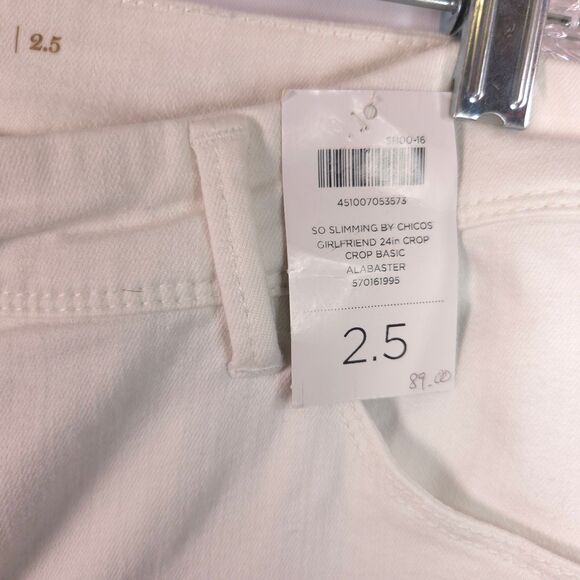 | 2.5
SH00-16
451007053573
SO SLIMMING BY CHICOS
GIRLFRIEND 24in CROP
CROP BASIC
ALABASTER
570161995
2.5
89.00